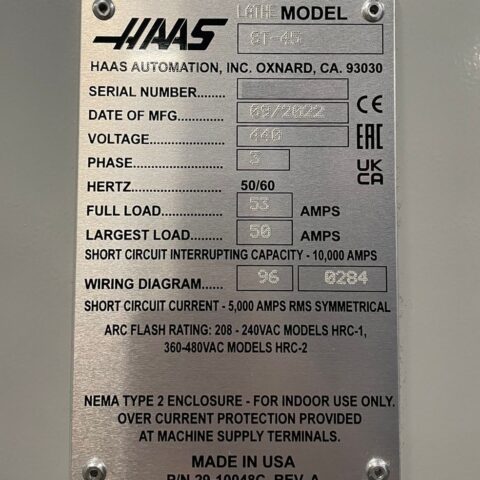 HAAS LATHE MODEL
ST-45
HAAS AUTOMATION, INC. OXNARD, CA. 93030
SERIAL NUMBER.......
DATE OF MFG........... 09/2022 CE
VOLTAGE................ 440 EAC
PHASE.................... 3 UK
HERTZ.................... 50/60 CA
FULL LOAD............. 53 AMPS
LARGEST LOAD........ 50 AMPS
SHORT CIRCUIT INTERRUPTING CAPACITY - 10,000 AMPS
WIRING DIAGRAM...... 96 0284
SHORT CIRCUIT CURRENT - 5,000 AMPS RMS SYMMETRICAL
ARC FLASH RATING: 208 - 240VAC MODELS HRC-1,
360-480VAC MODELS HRC-2
NEMA TYPE 2 ENCLOSURE - FOR INDOOR USE ONLY.
OVER CURRENT PROTECTION PROVIDED
AT MACHINE SUPPLY TERMINALS.
MADE IN USA
P/N 29-10048C REV A